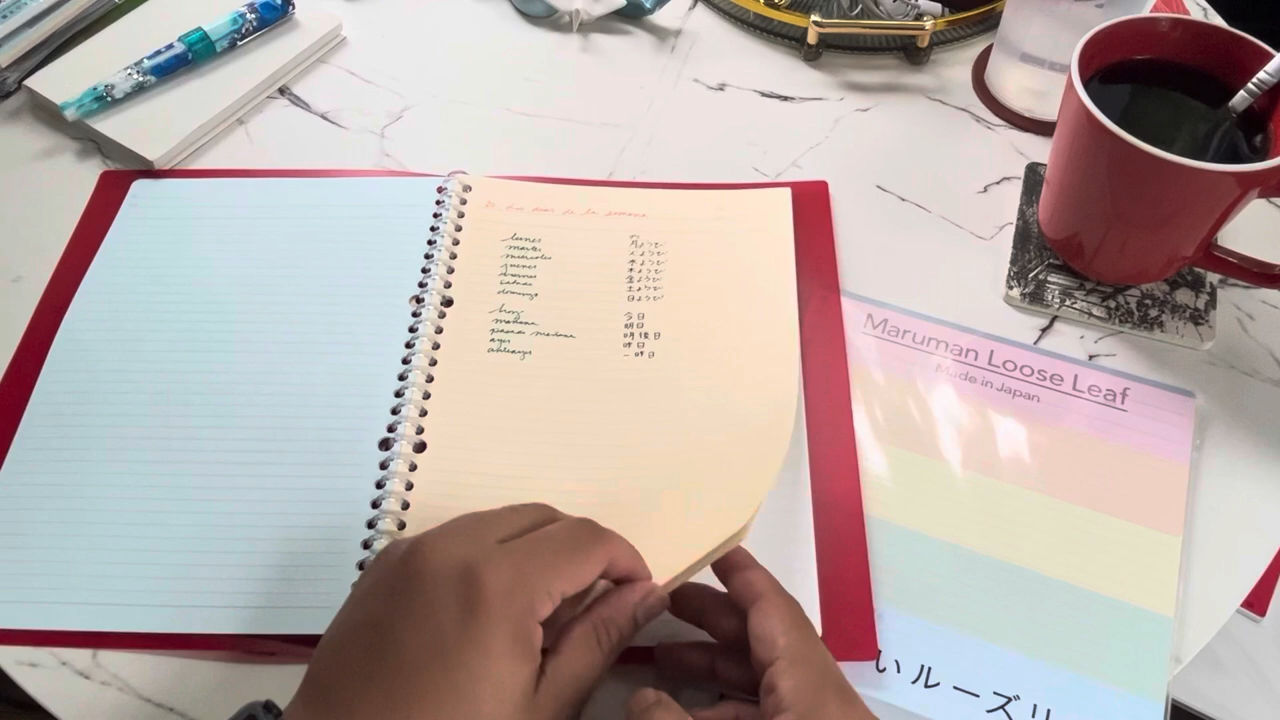 dias de la semana
lunes 月ようび
martes 火ようび
miercoles 水ようび
jueves 木ようび
viernes 金ようび
sabado 土ようび
domingo 日ようび
hoy 今日
mañana 明日
pasado mañana 明後日
ayer 昨日
anteayer 一昨日
Maruman Loose Leaf
Made in Japan
いルーズリ